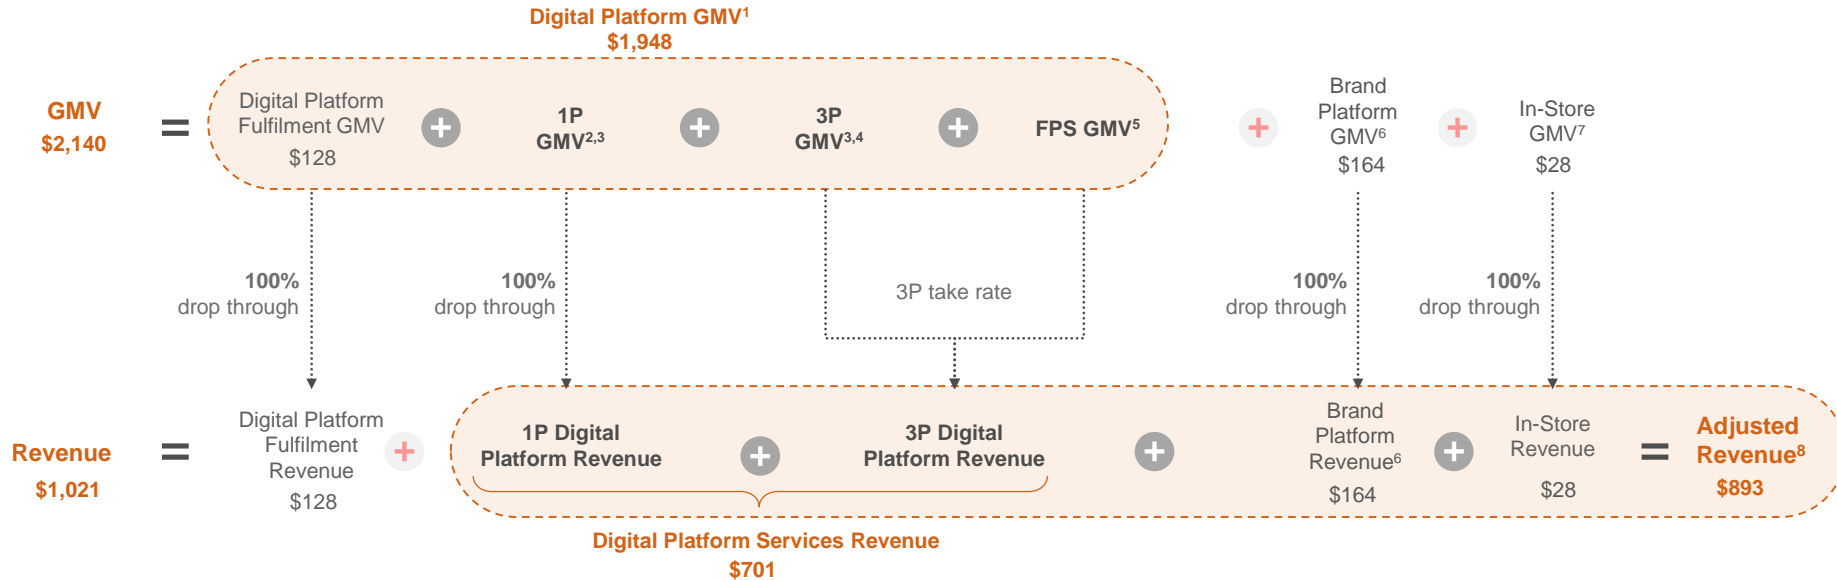 Digital Platform GMV¹
$1,948
GMV
$2,140
=
Digital Platform
Fulfilment GMV
$128
+
1P
GMV²,³
+
3P
GMV³,⁴
+
FPS GMV⁵
+
Brand
Platform
GMV⁶
$164
+
In-Store
GMV⁷
$28
100%
drop through
100%
drop through
3P take rate
100%
drop through
100%
drop through
Revenue
$1,021
=
Digital Platform
Fulfilment
Revenue
$128
+
1P Digital
Platform Revenue
+
3P Digital
Platform Revenue
+
Brand
Platform
Revenue⁶
$164
+
In-Store
Revenue
$28
=
Adjusted
Revenue⁸
$893
Digital Platform Services Revenue
$701